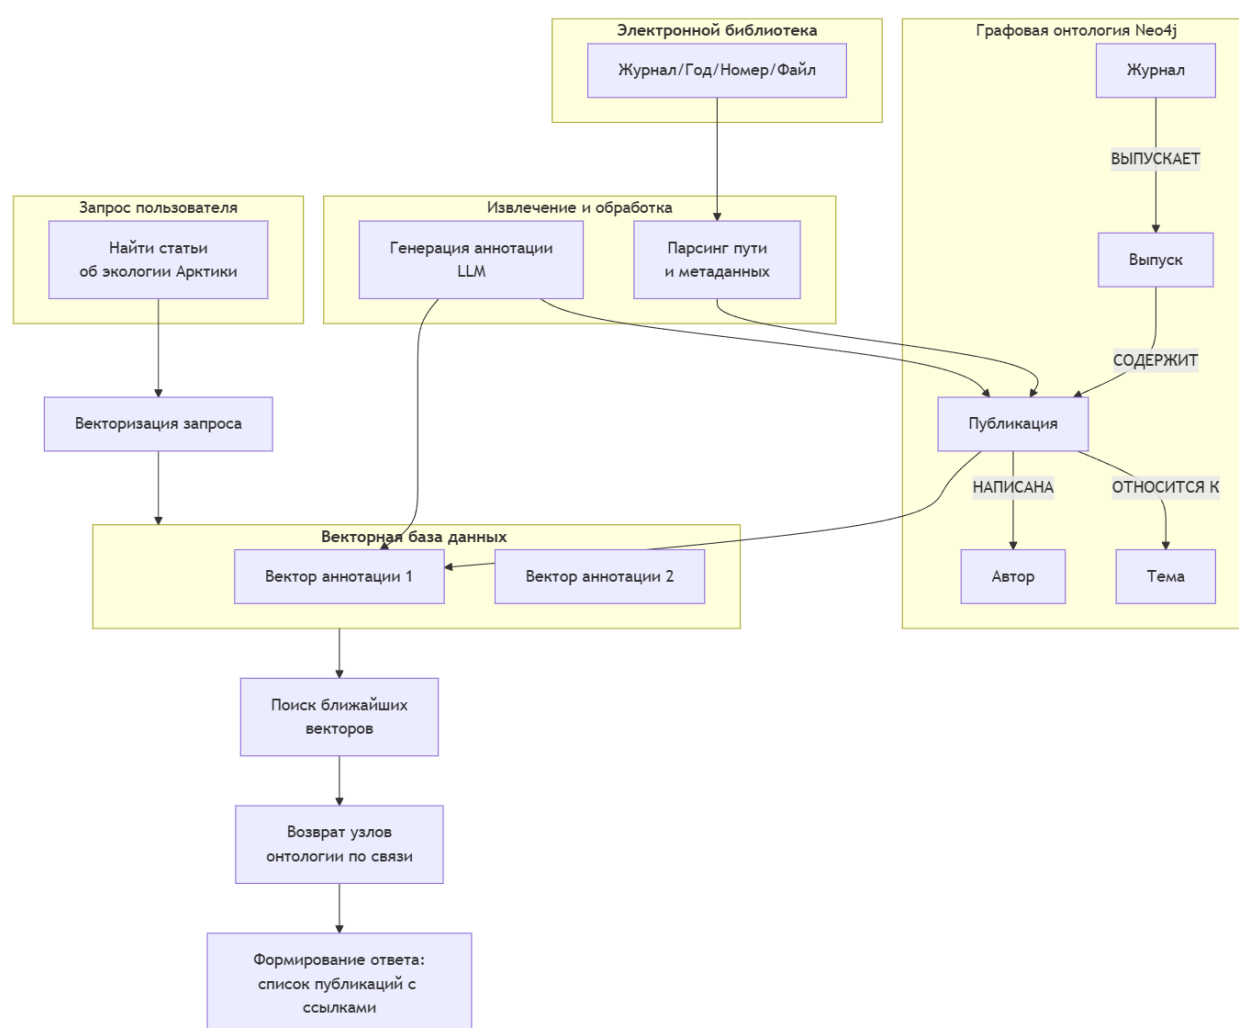 Электронной библиотека
Журнал/Год/Номер/Файл
Графовая онтология Neo4j
Журнал
ВЫПУСКАЕТ
Выпуск
СОДЕРЖИТ
Запрос пользователя
Найти статьи
об экологии Арктики
Извлечение и обработка
Генерация аннотации
LLM
Парсинг пути
и метаданных
Векторизация запроса
Публикация
НАПИСАНА
ОТНОСИТСЯ К
Автор
Тема
Векторная база данных
Вектор аннотации 1
Вектор аннотации 2
Поиск ближайших
векторов
Возврат узлов
онтологии по связи
Формирование ответа:
список публикаций с
ссылками